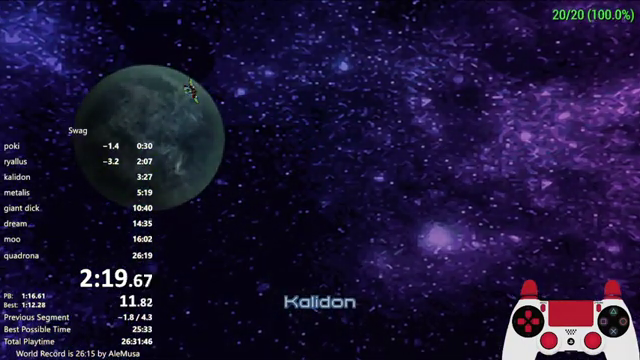 20/20 (100.0%)
Swag
poki −1.4 0:30
ryallus −3.2 2:07
kalidon 3:27
metalis 5:19
giant dick 10:40
dream 14:35
moo 16:02
quadrona 26:19
2:19.67
PB: 1:16.61
Best: 1:12.28
11.82
Previous Segment −1.8 / 4.3
Best Possible Time 25:33
Total Playtime 26:31:46
World Record is 26:15 by AleMusa
Kalidon